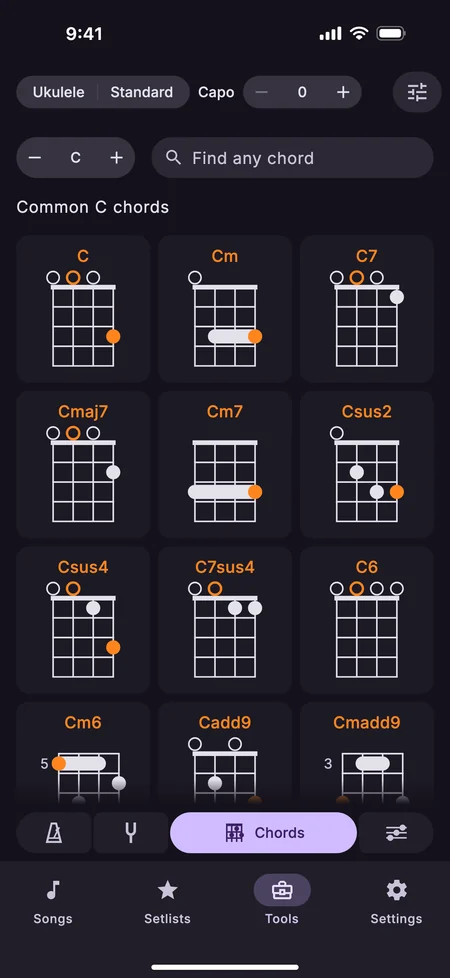 9:41
Ukulele Standard Capo 0
C Find any chord
Common C chords
C Cm C7
Cmaj7 Cm7 Csus2
Csus4 C7sus4 C6
Cm6 Cadd9 Cmadd9
5 3
Chords
Songs Setlists Tools Settings